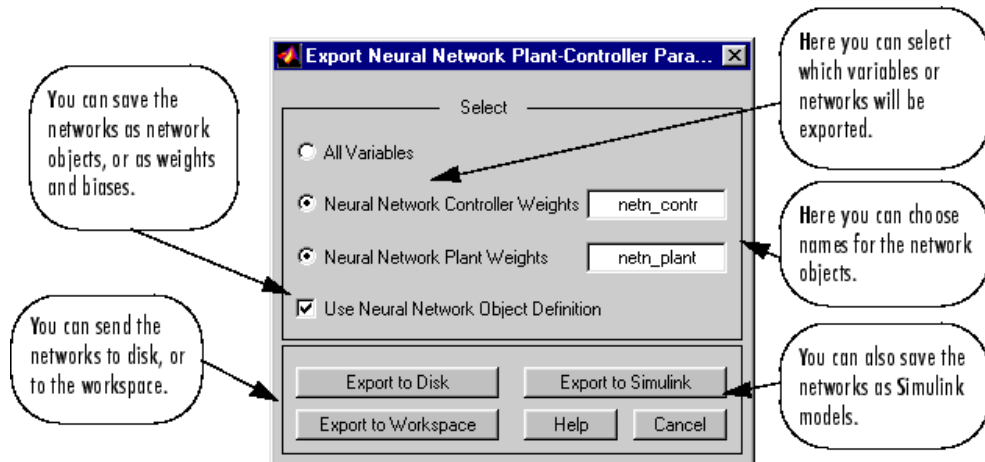 Export Neural Network Plant-Controller Para...
Here you can select
which variables or
networks will be
exported.
You can save the
networks as network
objects, or as weights
and biases.
Select
All Variables
Neural Network Controller Weights netn_contr
Neural Network Plant Weights netn_plant
Here you can choose
names for the network
objects.
Use Neural Network Object Definition
You can send the
networks to disk, or
to the workspace.
Export to Disk Export to Simulink
Export to Workspace Help Cancel
You can also save the
networks as Simulink
models.